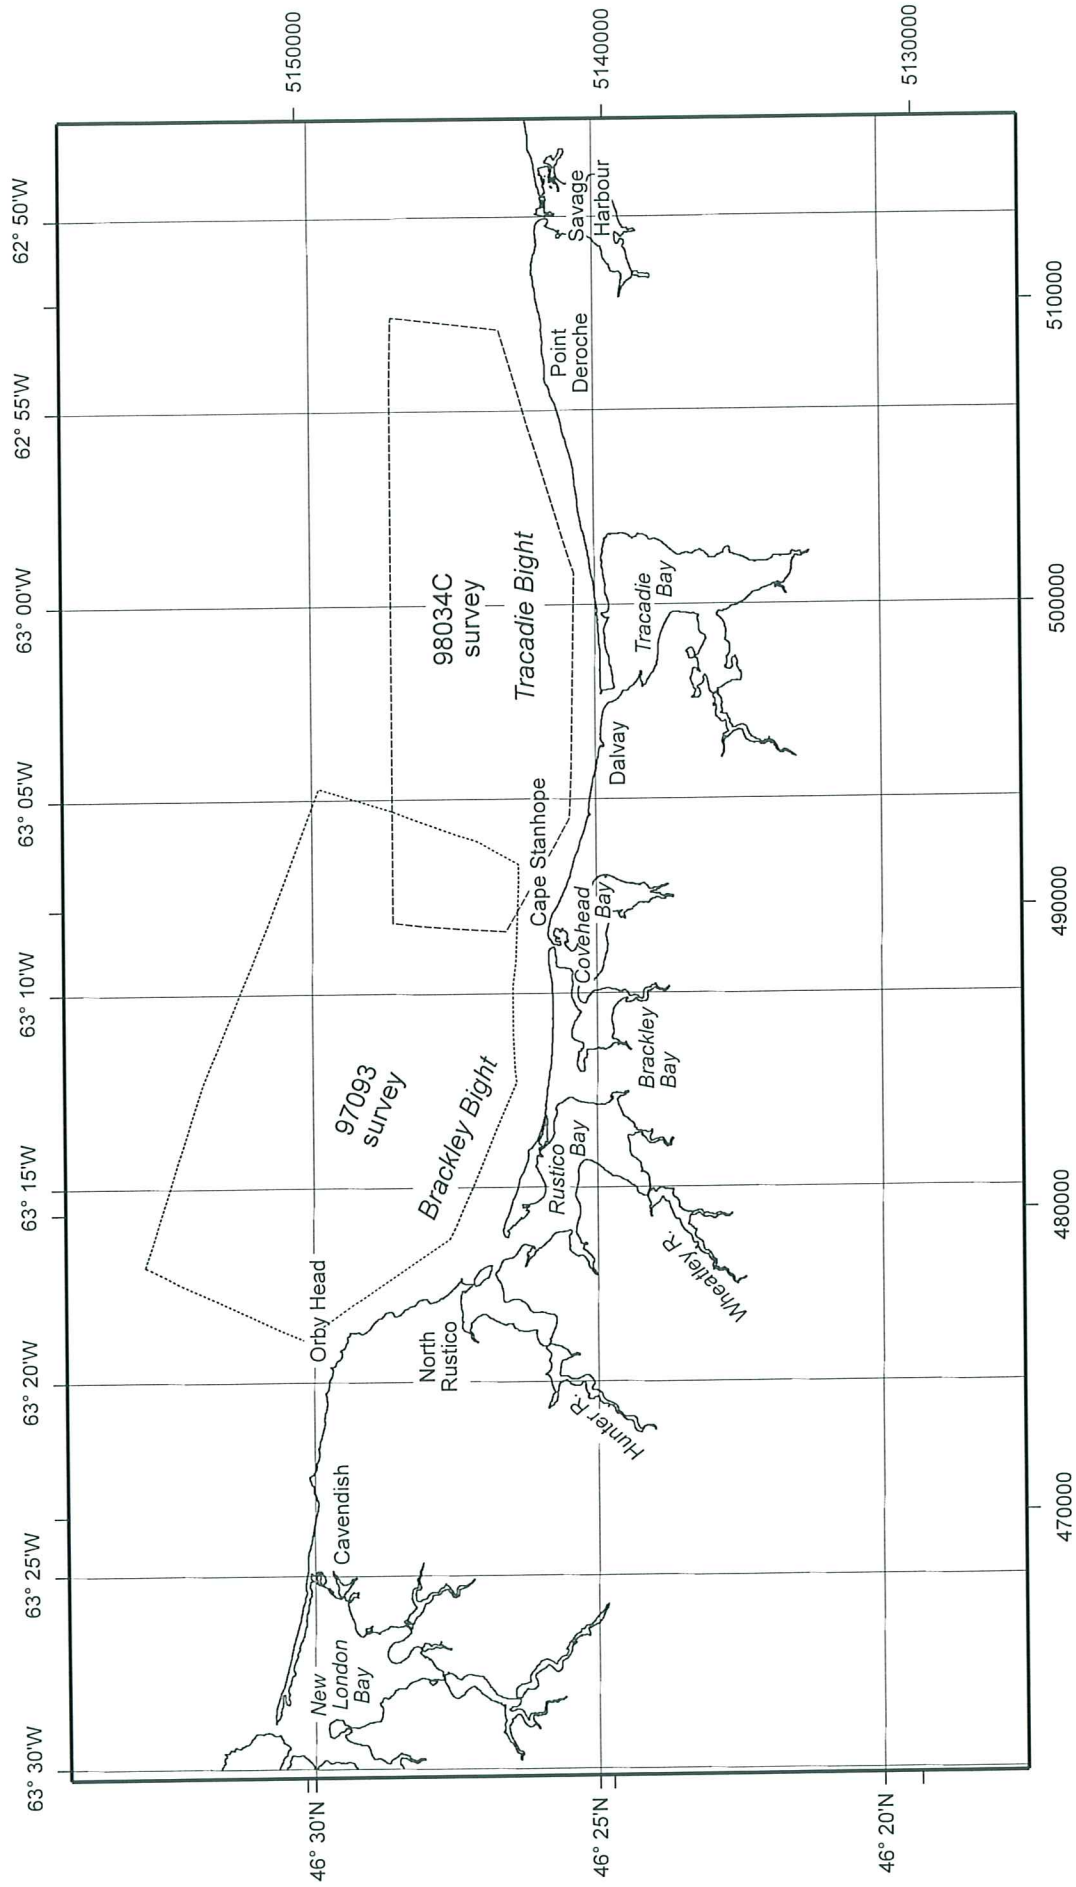 63° 30'W
63° 25'W
63° 20'W
63° 15'W
63° 10'W
63° 05'W
63° 00'W
62° 55'W
62° 50'W
46° 30'N
46° 25'N
46° 20'N
5150000
5140000
5130000
470000
480000
490000
500000
510000
97093
survey
98034C
survey
Brackley Bight
Tracadie Bight
Orby Head
Cavendish
New
London
Bay
North
Rustico
Hunter R.
Wheatley R.
Rustico
Bay
Brackley
Bay
Covehead
Bay
Cape Stanhope
Dalvay
Tracadie
Bay
Point
Deroche
Savage
Harbour